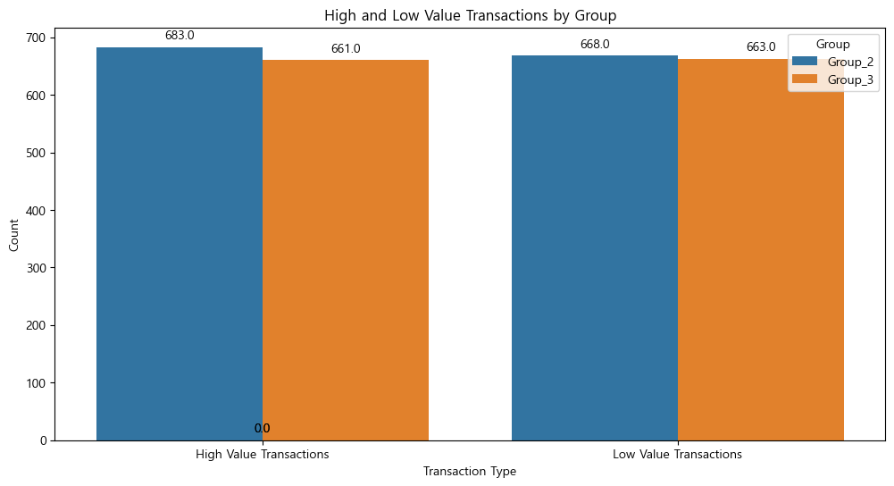 High and Low Value Transactions by Group
700
600
500
400
300
200
100
0
Count
683.0
661.0
668.0
663.0
0.0
Group
Group_2
Group_3
High Value Transactions
Low Value Transactions
Transaction Type